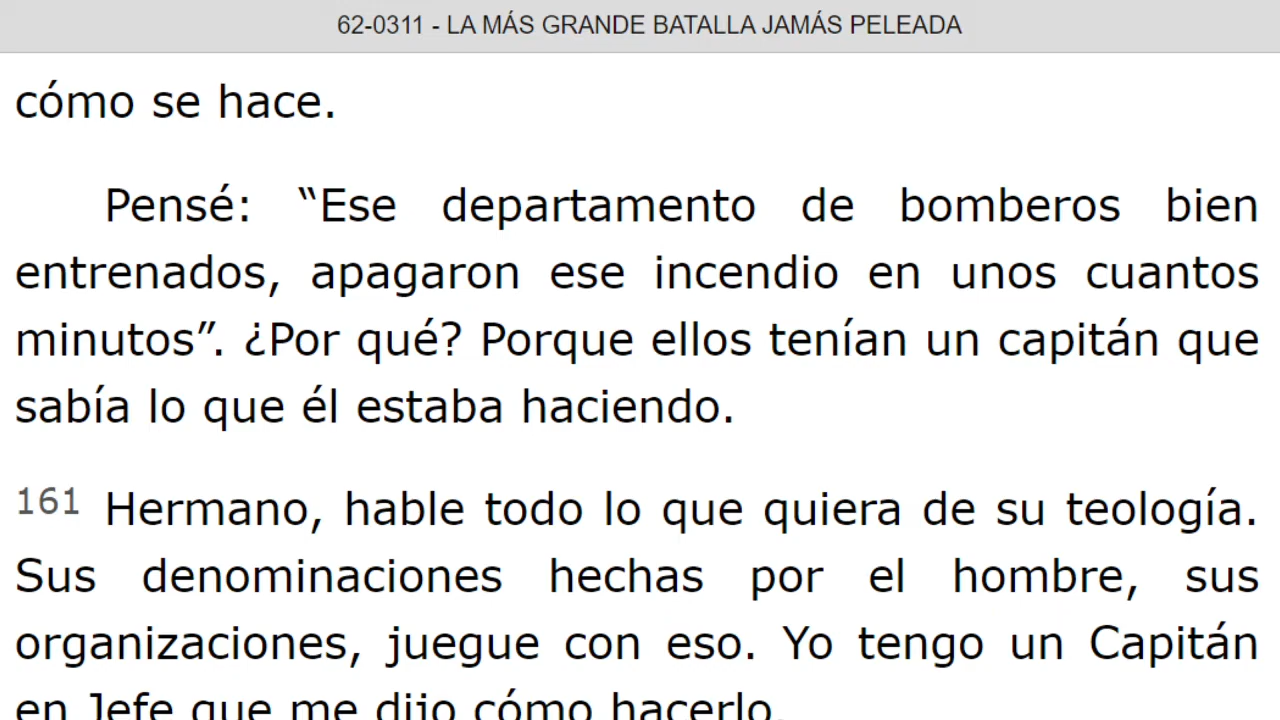 62-0311 - LA MÁS GRANDE BATALLA JAMÁS PELEADA
cómo se hace.
Pensé: “Ese departamento de bomberos bien
entrenados, apagaron ese incendio en unos cuantos
minutos”. ¿Por qué? Porque ellos tenían un capitán que
sabía lo que él estaba haciendo.
161 Hermano, hable todo lo que quiera de su teología.
Sus denominaciones hechas por el hombre, sus
organizaciones, juegue con eso. Yo tengo un Capitán
en Jefe que me dijo cómo hacerlo.